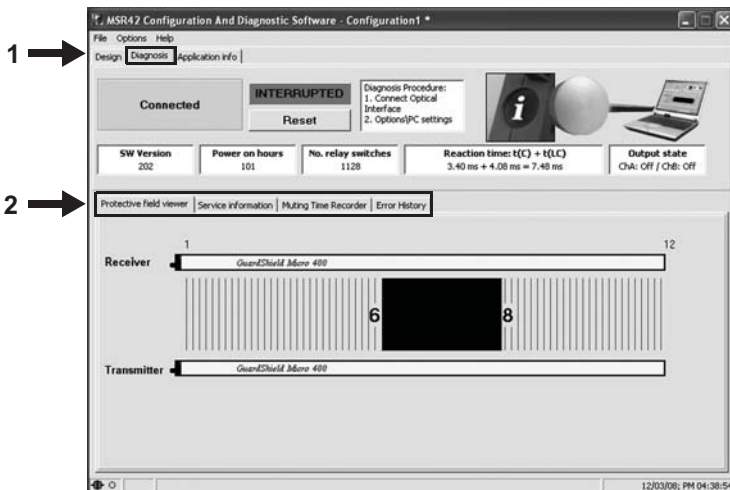 MSR42 Configuration And Diagnostic Software - Configuration1 *
File Options Help
1
Design Diagnosis Application info
Connected
INTERRUPTED
Reset
Diagnosis Procedure:
1. Connect Optical
Interface
2. Options\PC settings
i
SW Version
202
Power on hours
101
No. relay switches
1128
Reaction time: t(C) + t(LC)
3.40 ms + 4.08 ms = 7.48 ms
Output state
ChA: Off / ChB: Off
2
Protective field viewer Service information Muting Time Recorder Error History
1 12
Receiver GuardShield Micro 400
6 8
Transmitter GuardShield Micro 400
12/03/08; PM 04:38:54